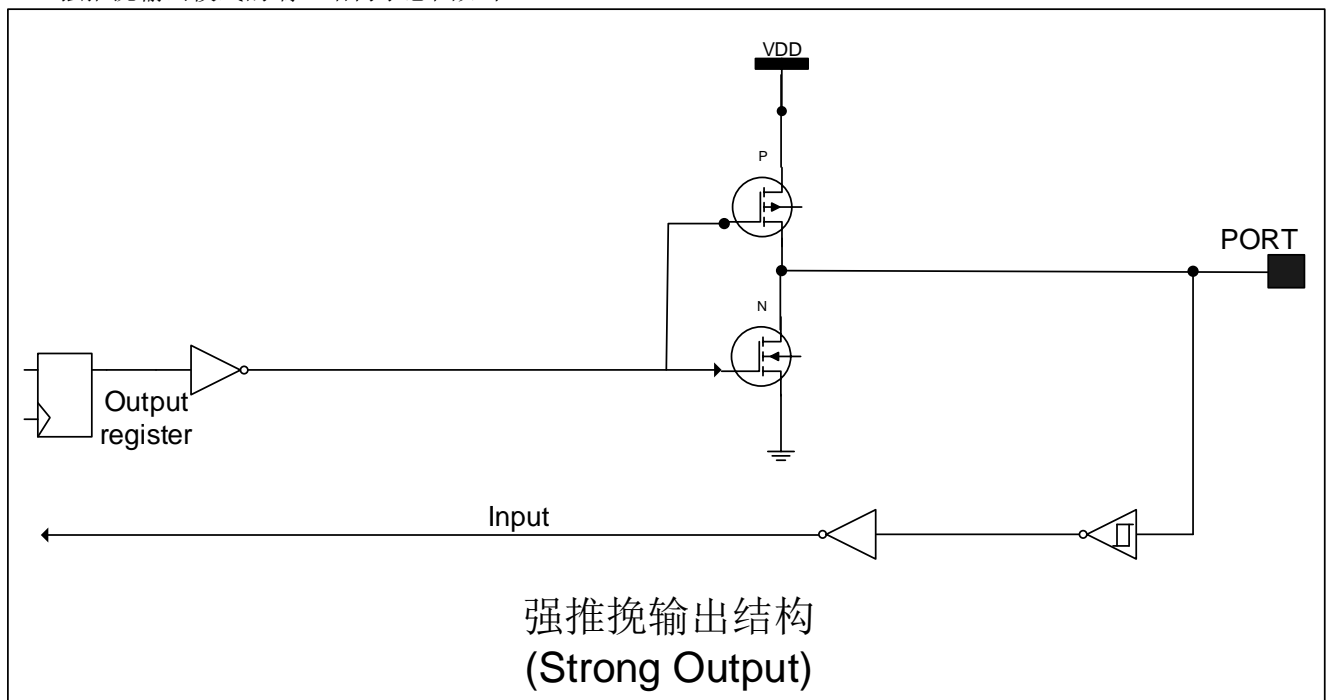 VDD
P
PORT
N
Output
register
Input
强推挽输出结构
(Strong Output)